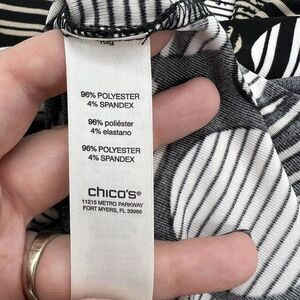 96% POLYESTER
4% SPANDEX
96% poliéster
4% elastano
96% POLYESTER
4% SPANDEX
chico's®
11215 METRO PARKWAY
FORT MYERS, FL 33966